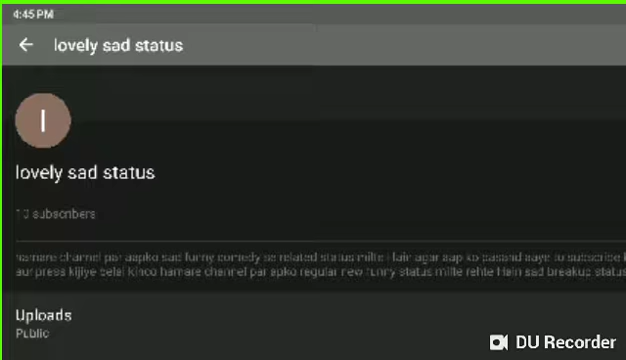 4:45 PM
← lovely sad status
l
lovely sad status
13 subscribers
hamare channel par aapko sad funny comedy se related status milte Hain agar aap ko pasand aaye to subscribe
aur press kijiye hamare channel par apko regular new funny status milte rehte Hain sad breakup status
Uploads
Public
DU Recorder